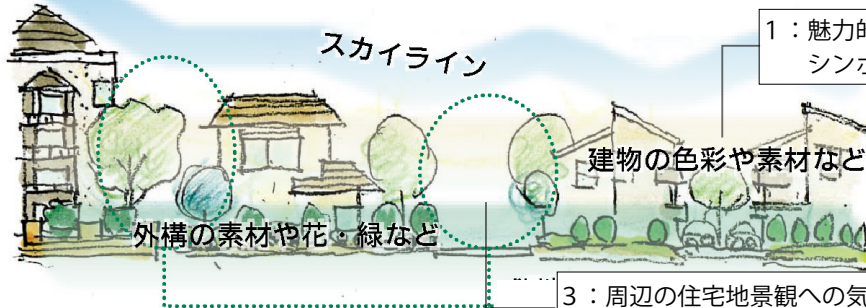 スカイライン
1：魅力的
シンボ
建物の色彩や素材など
外構の素材や花・緑など
3：周辺の住宅地景観への気